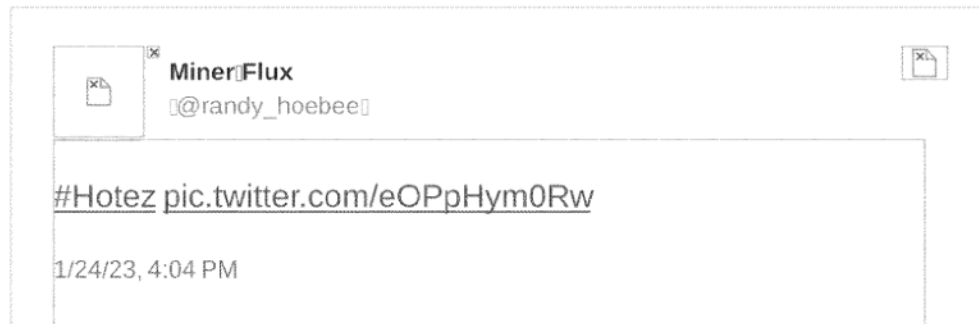 Miner▯Flux
▯@randy_hoebee▯
#Hotez pic.twitter.com/eOPpHym0Rw
1/24/23, 4:04 PM